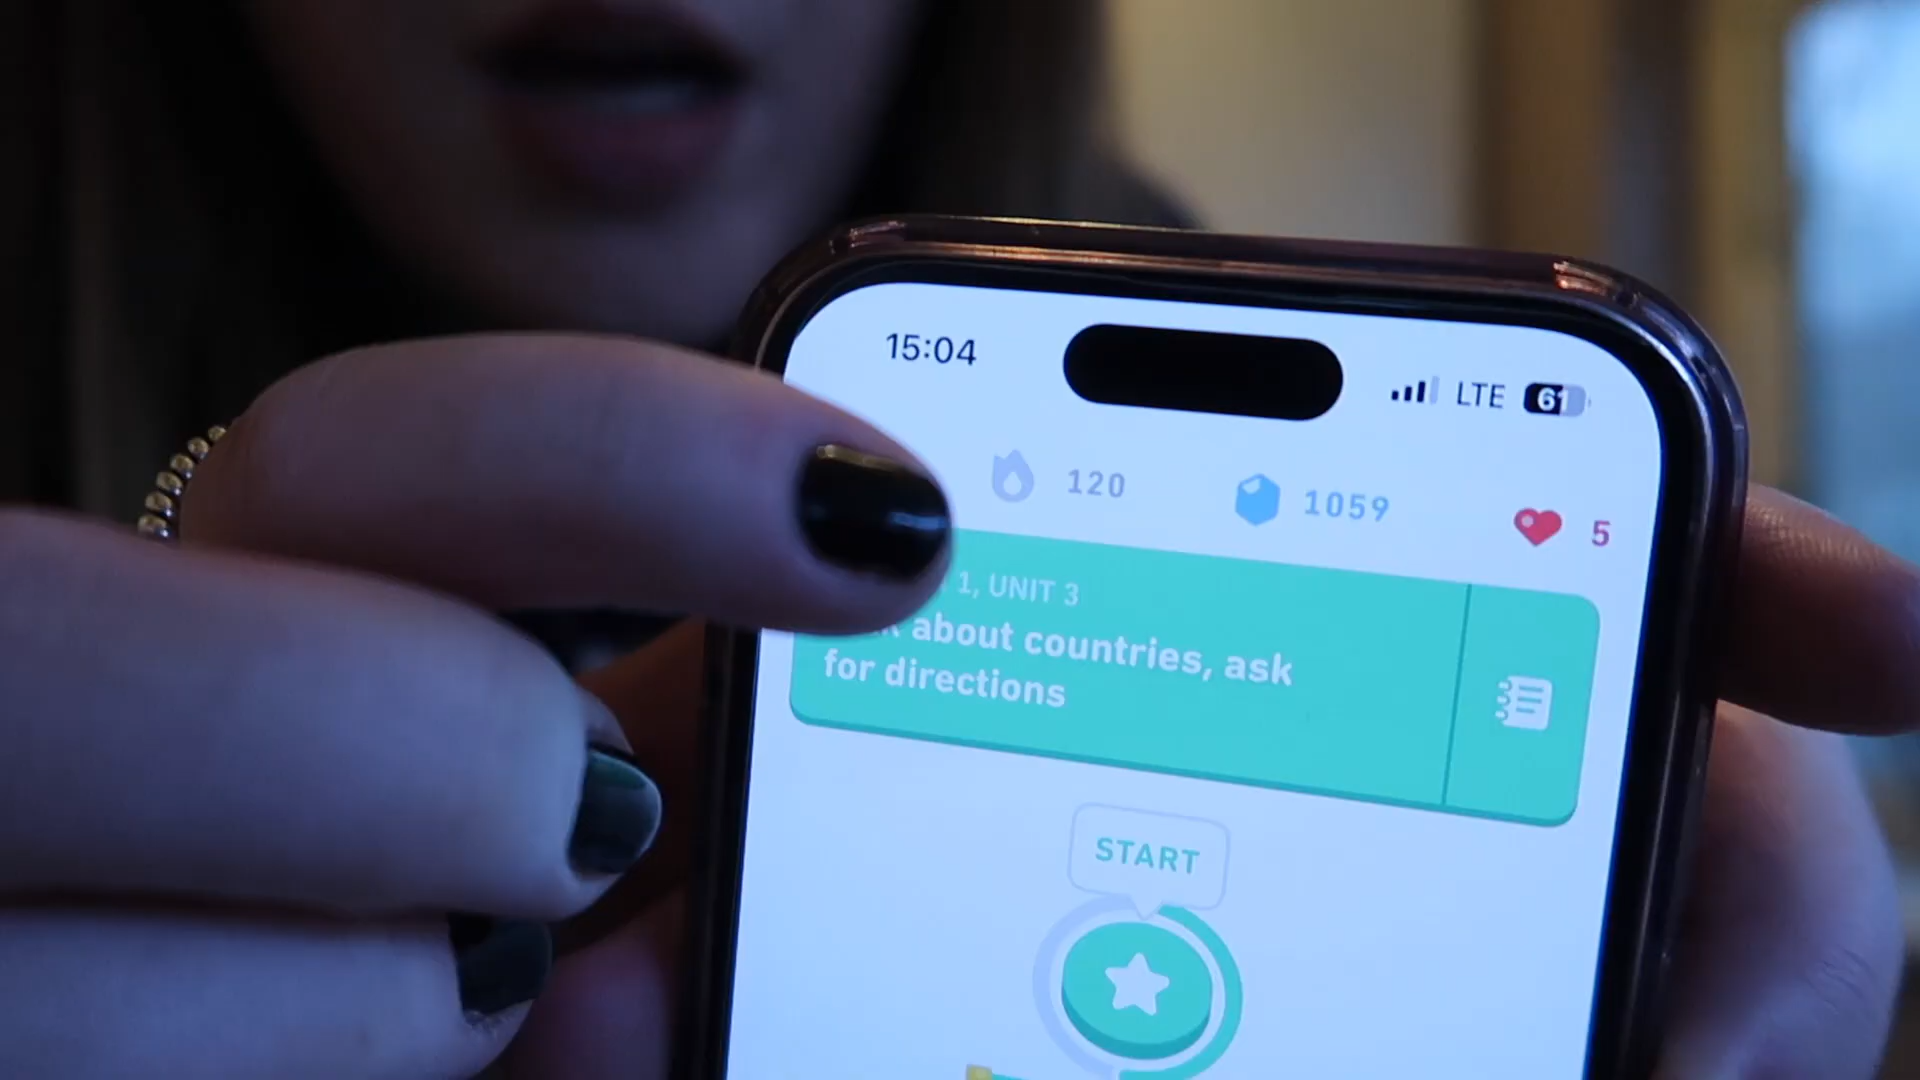 15:04
LTE 61
120
1059
5
1, UNIT 3
about countries, ask
for directions
START